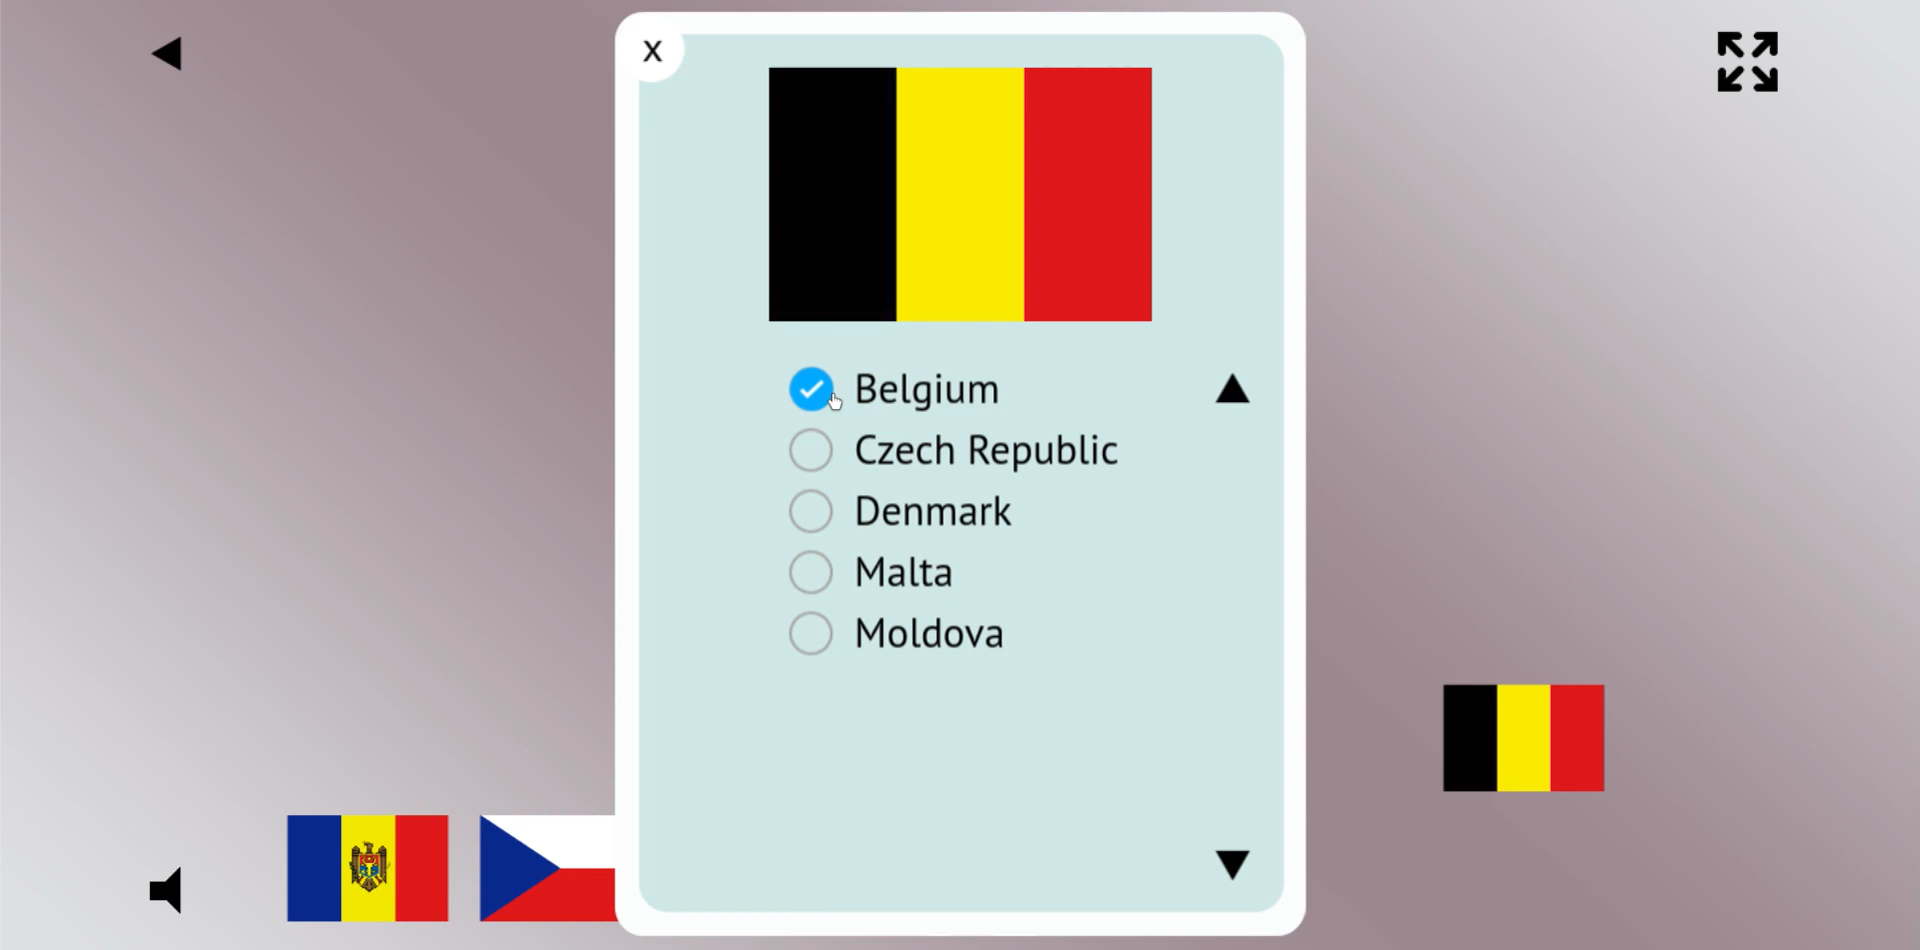 x
Belgium
Czech Republic
Denmark
Malta
Moldova